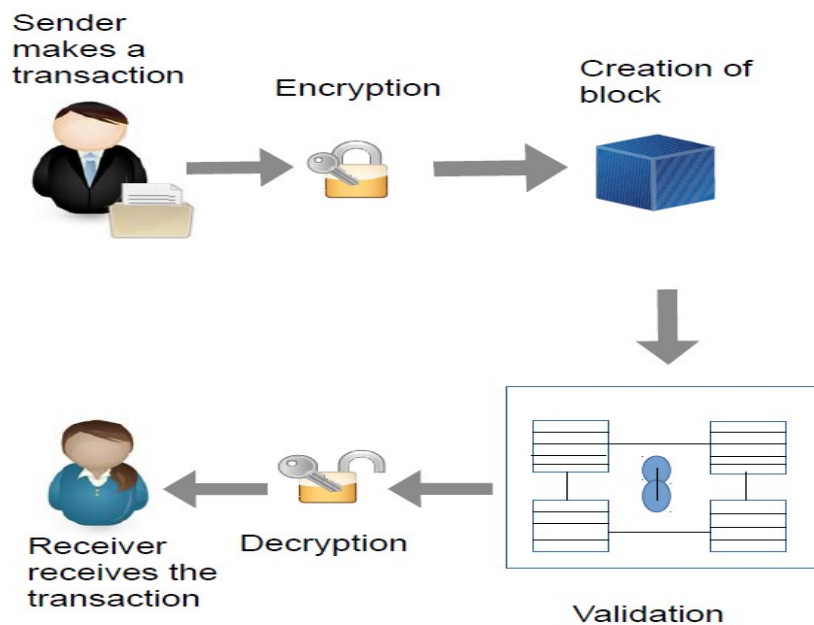 Sender
makes a
transaction
Encryption
Creation of
block
Validation
Decryption
Receiver
receives the
transaction